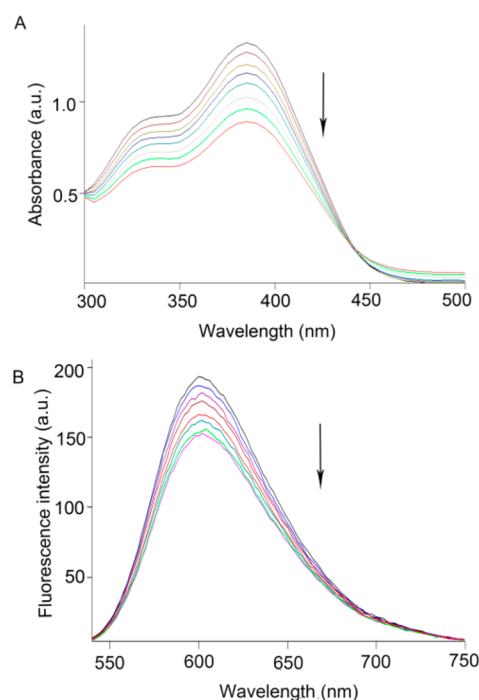 A
Absorbance (a.u.)
1.0
0.5
300 350 400 450 500
Wavelength (nm)
B
Fluorescence intensity (a.u.)
200
150
100
50
550 600 650 700 750
Wavelength (nm)